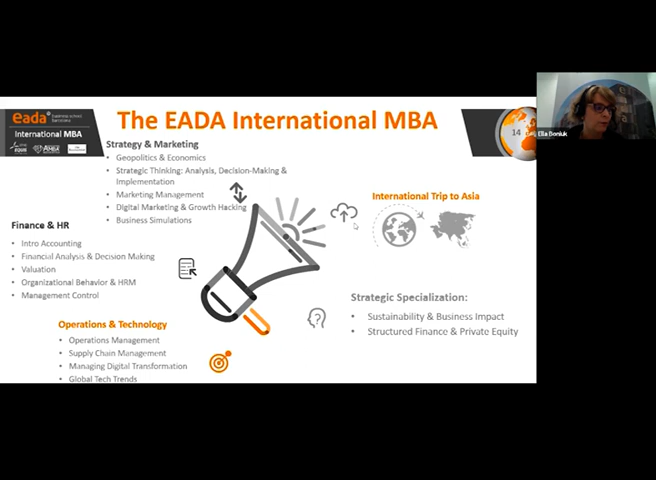 eada business school barcelona
International MBA
The EADA International MBA
14
Elia Boniuk
Strategy & Marketing
• Geopolitics & Economics
• Strategic Thinking: Analysis, Decision-Making &
Implementation
• Marketing Management
• Digital Marketing & Growth Hacking
• Business Simulations
Finance & HR
• Intro Accounting
• Financial Analysis & Decision Making
• Valuation
• Organizational Behavior & HRM
• Management Control
Operations & Technology
• Operations Management
• Supply Chain Management
• Managing Digital Transformation
• Global Tech Trends
International Trip to Asia
Strategic Specialization:
• Sustainability & Business Impact
• Structured Finance & Private Equity